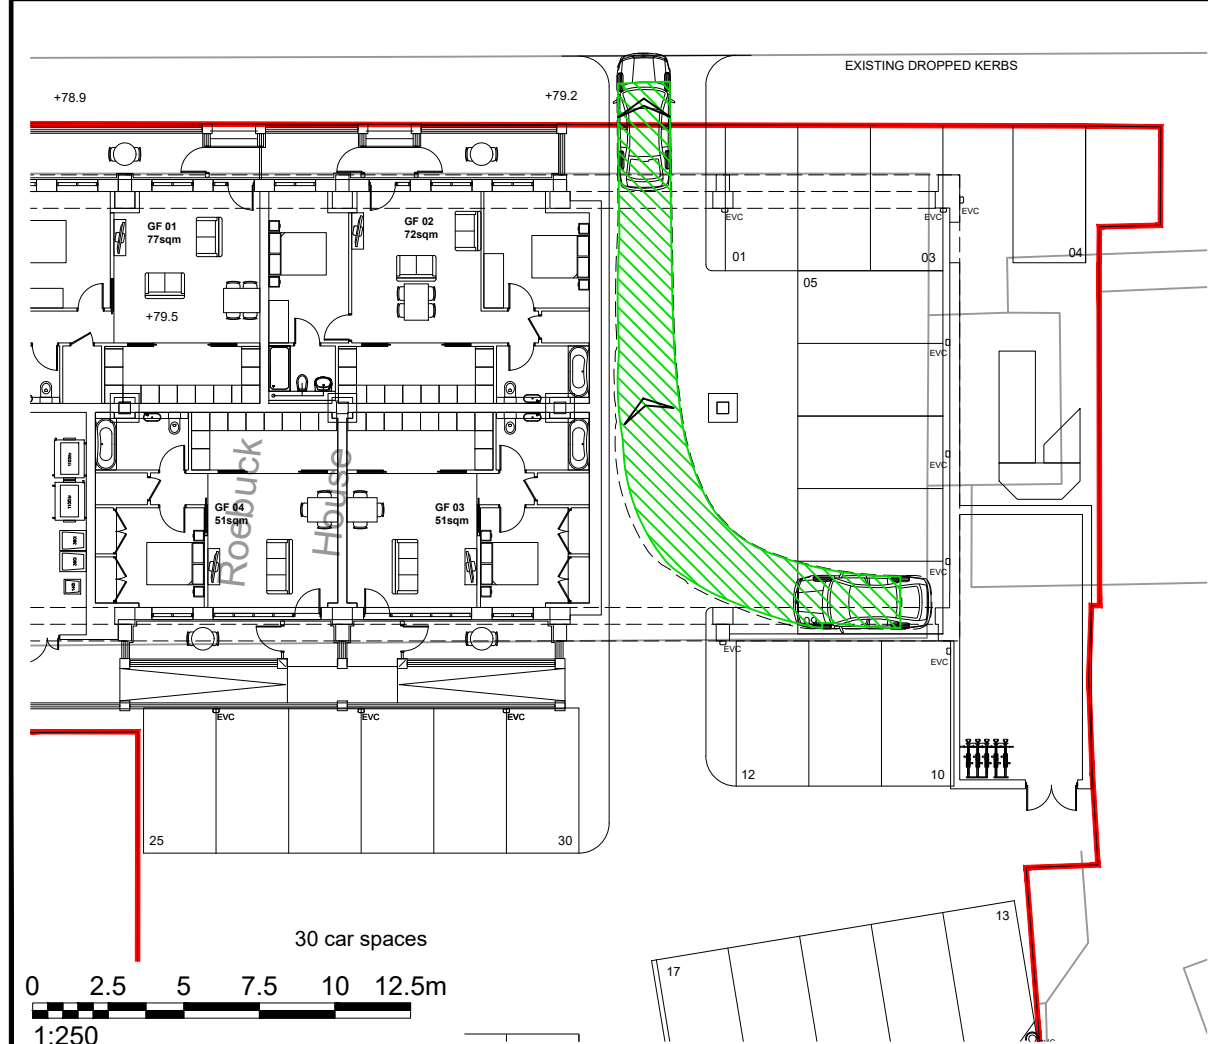 EXISTING DROPPED KERBS
+78.9
+79.2
GF 01
77sqm
GF 02
72sqm
+79.5
EVC
EVC
EVC
01
03
04
05
EVC
EVC
EVC
GF 04
51sqm
GF 03
51sqm
Roebuck
House
EVC
EVC
EVC
EVC
EVC
12
10
25
30
13
17
30 car spaces
0 2.5 5 7.5 10 12.5m
1:250